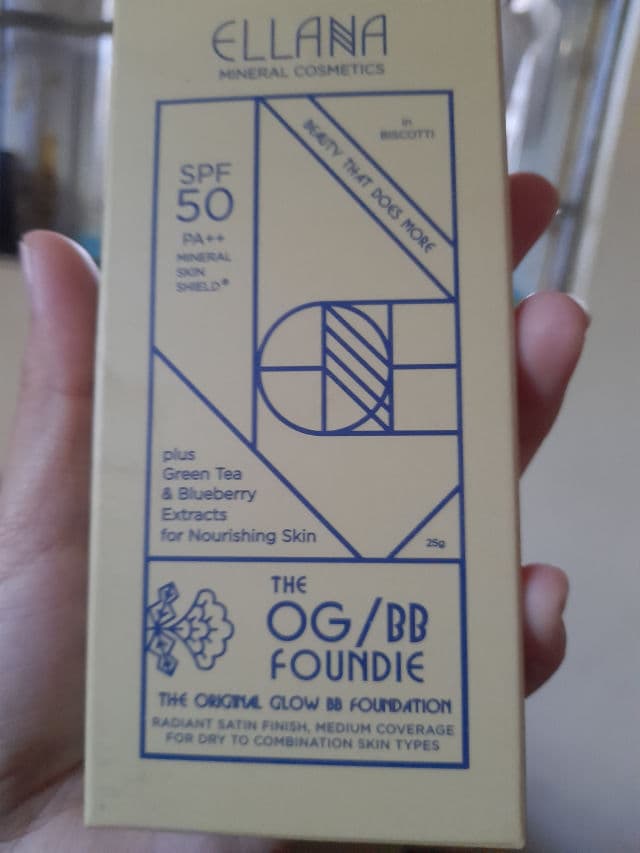 ELLANA
MINERAL COSMETICS
in
BISCOTTI
BEAUTY THAT DOES MORE
SPF
50
PA++
MINERAL
SKIN
SHIELD®
plus
Green Tea
& Blueberry
Extracts
for Nourishing Skin
25g
THE
OG/BB
FOUNDIE
THE ORIGINAL GLOW BB FOUNDATION
RADIANT SATIN FINISH, MEDIUM COVERAGE
FOR DRY TO COMBINATION SKIN TYPES